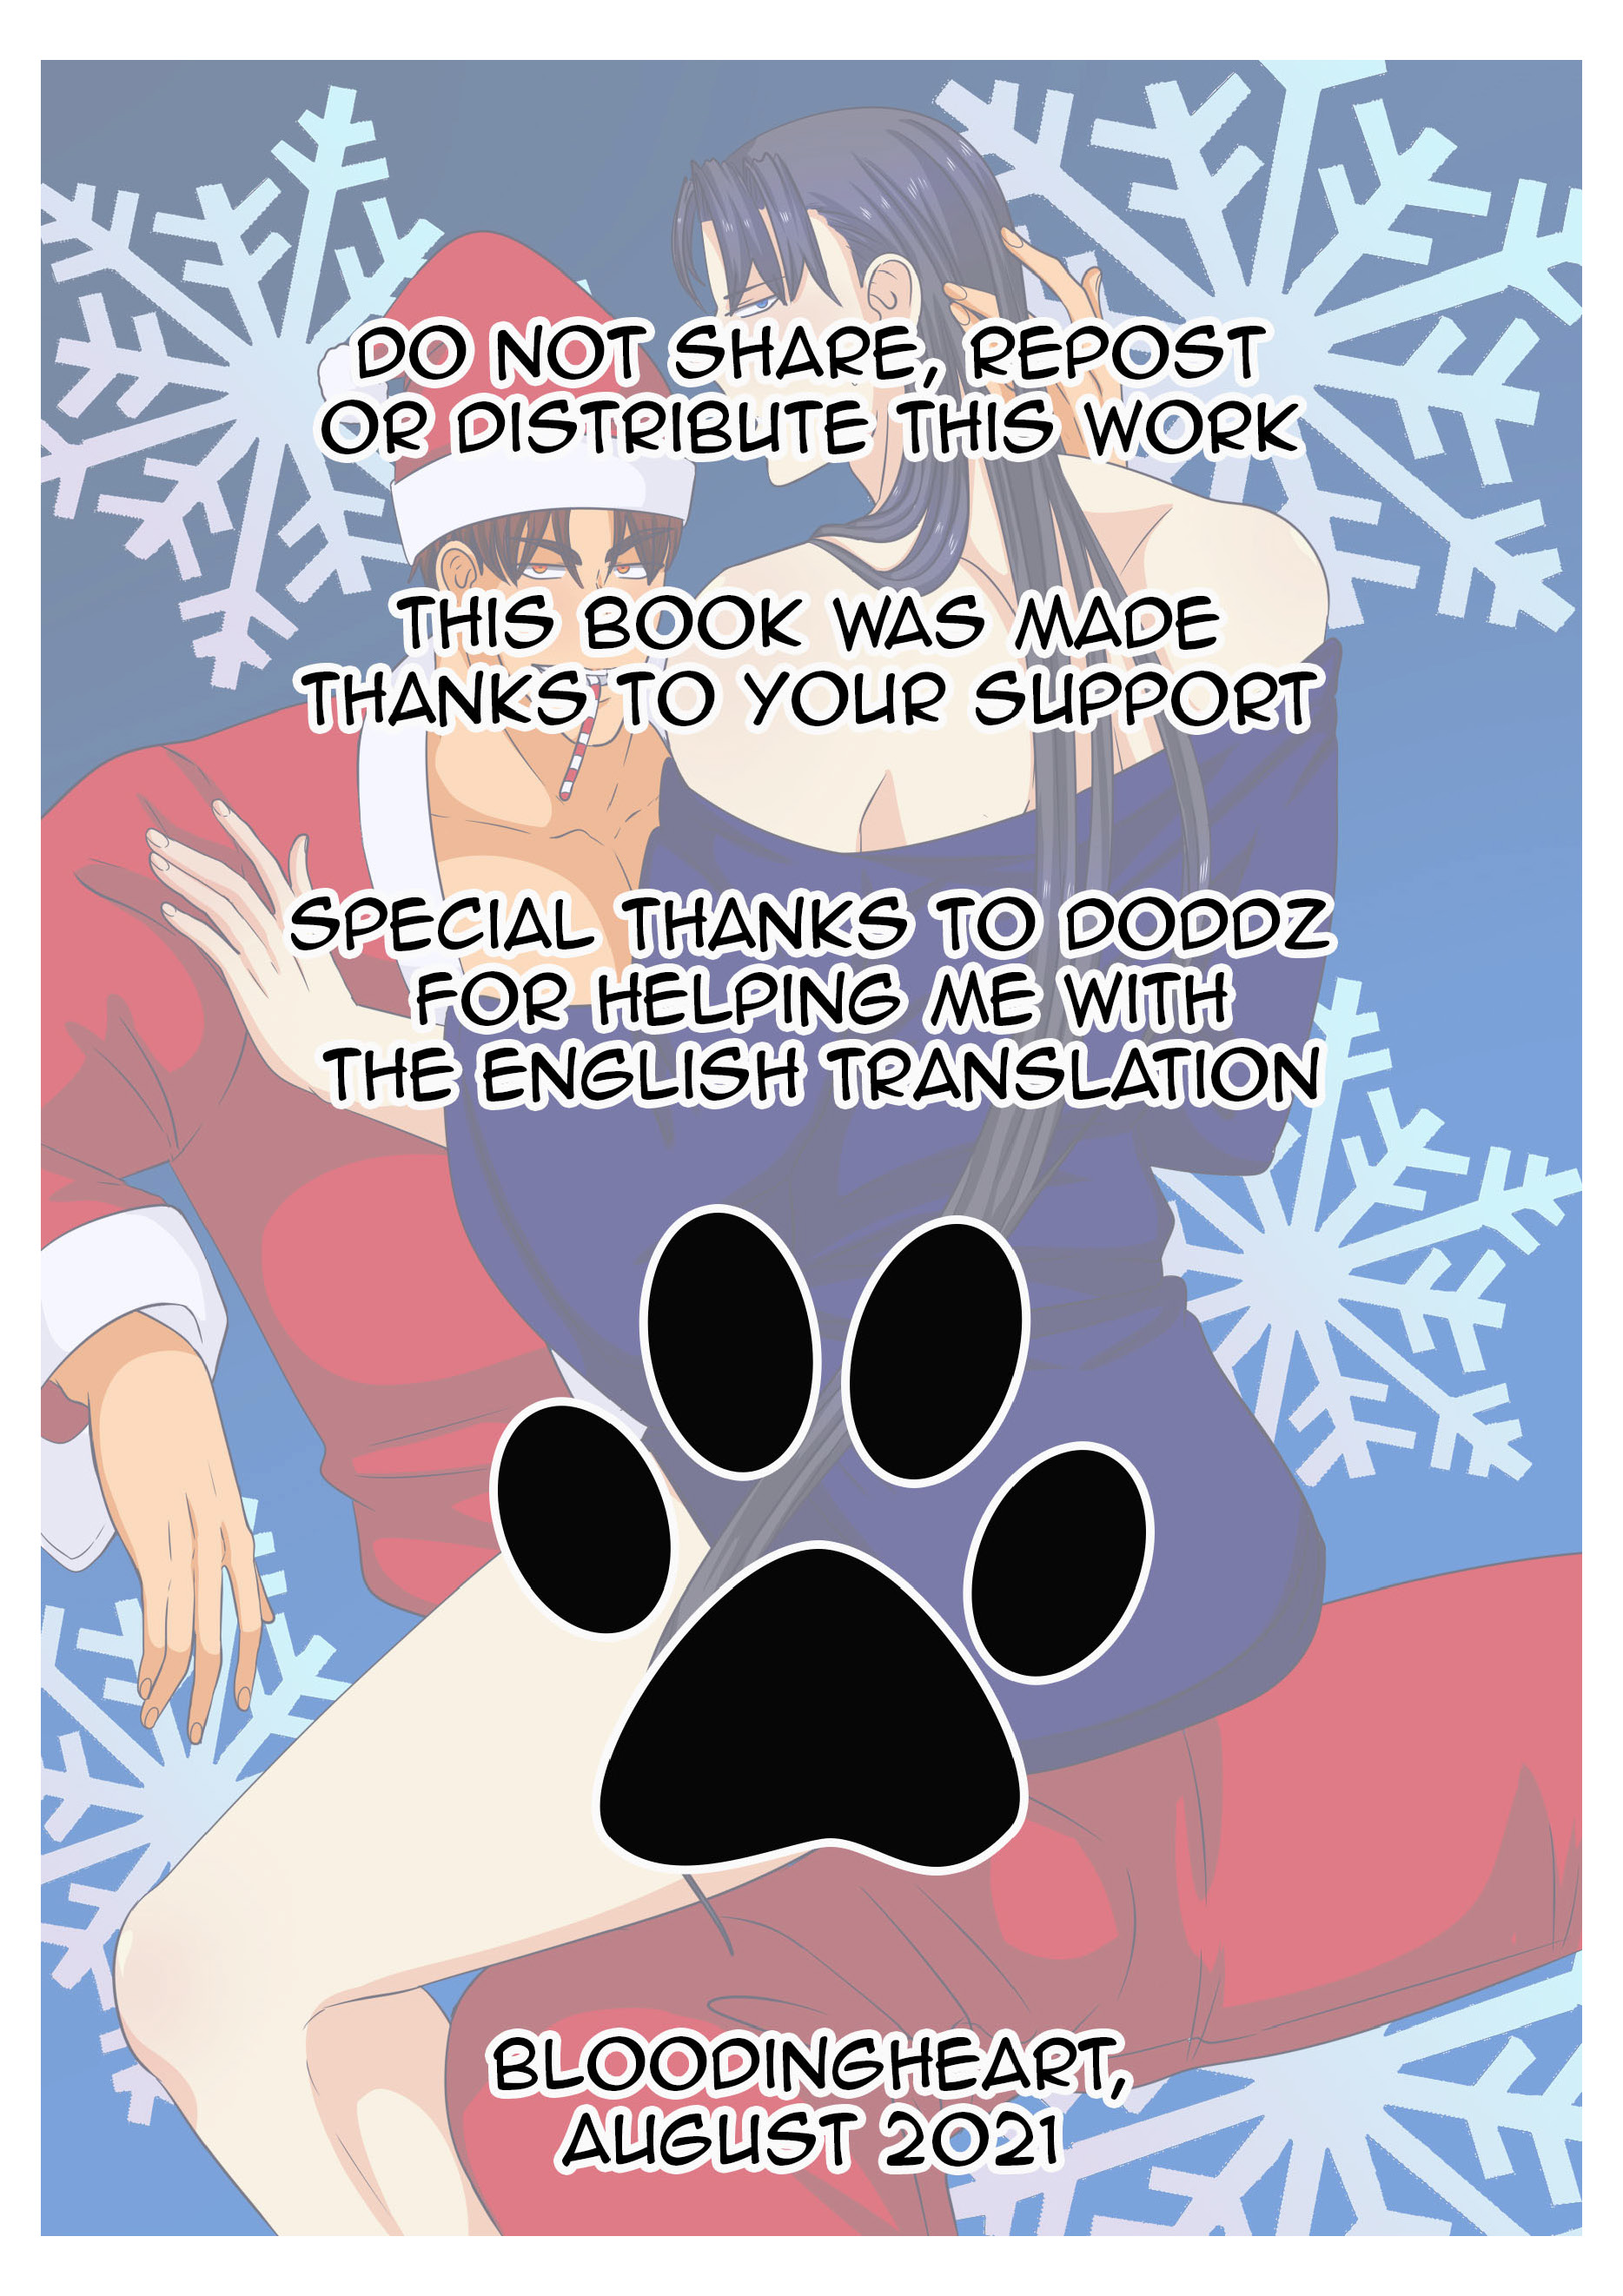 DO NOT SHARE, REPOST
OR DISTRIBUTE THIS WORK
THIS BOOK WAS MADE
THANKS TO YOUR SUPPORT
SPECIAL THANKS TO DODDZ
FOR HELPING ME WITH
THE ENGLISH TRANSLATION
BLOODINGHEART,
AUGUST 2021